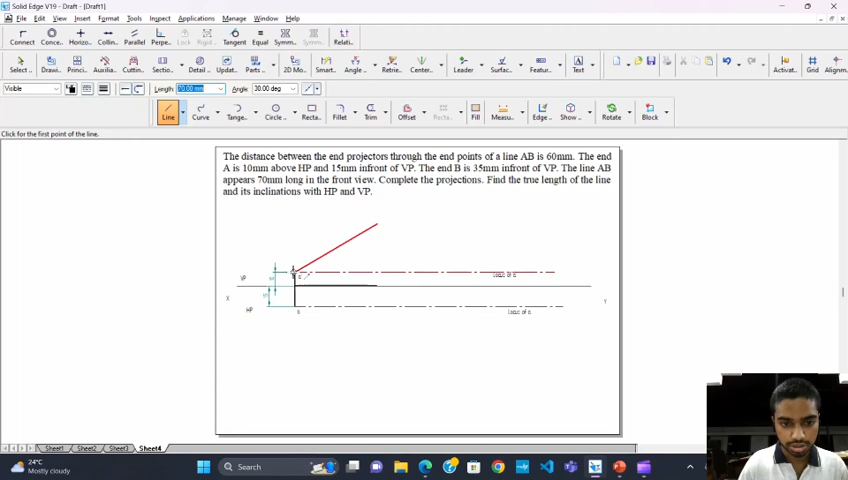 Solid Edge V19 - Draft - [Draft1]
File Edit View Insert Format Tools Inspect Applications Manage Window Help
Connect Conce... Horizo... Collin... Parallel Perpe... Lock Rigid... Tangent Equal Symm... Symm... Relati...
Select ... Drawi... Princi... Auxilia... Cuttin... Sectio... Detail ... Updat... Parts ... 2D Mo... Smart... Angle ... Retrie... Center... Leader Surfac... Featur... Text Activat... Grid Alignm...
Visible Length: 70.00 mm Angle: 30.00 deg
Line Curve Tange... Circle ... Recta... Fillet Trim Offset Recta... Fill Measu... Edge... Show ... Rotate Block
Click for the first point of the line.
The distance between the end projectors through the end points of a line AB is 60mm. The end
A is 10mm above HP and 15mm infront of VP. The end B is 35mm infront of VP. The line AB
appears 70mm long in the front view. Complete the projections. Find the true length of the line
and its inclinations with HP and VP.
VP
X
Y
HP
Sheet1 Sheet2 Sheet3 Sheet4
24°C
Mostly cloudy
Search